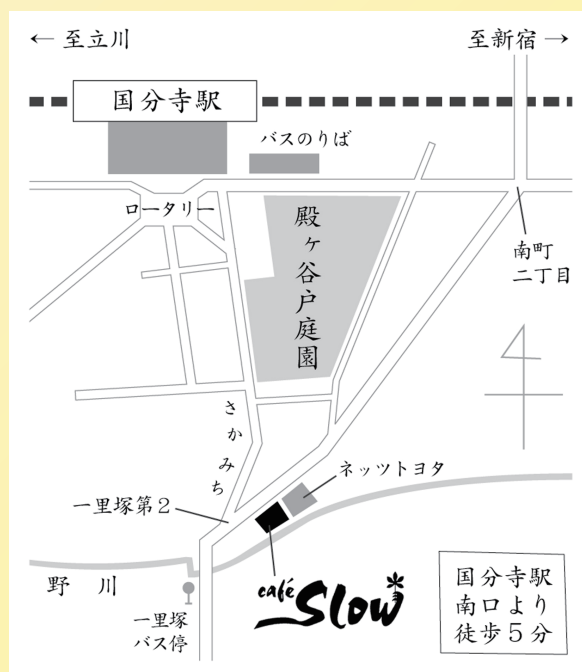 ← 至立川
至新宿 →
国分寺駅
バスのりば
ロータリー
殿ヶ谷戸庭園
南町
二丁目
さかみち
ネッツトヨタ
一里塚第2
野 川
café Slow
一里塚
バス停
国分寺駅
南口より
徒歩5分